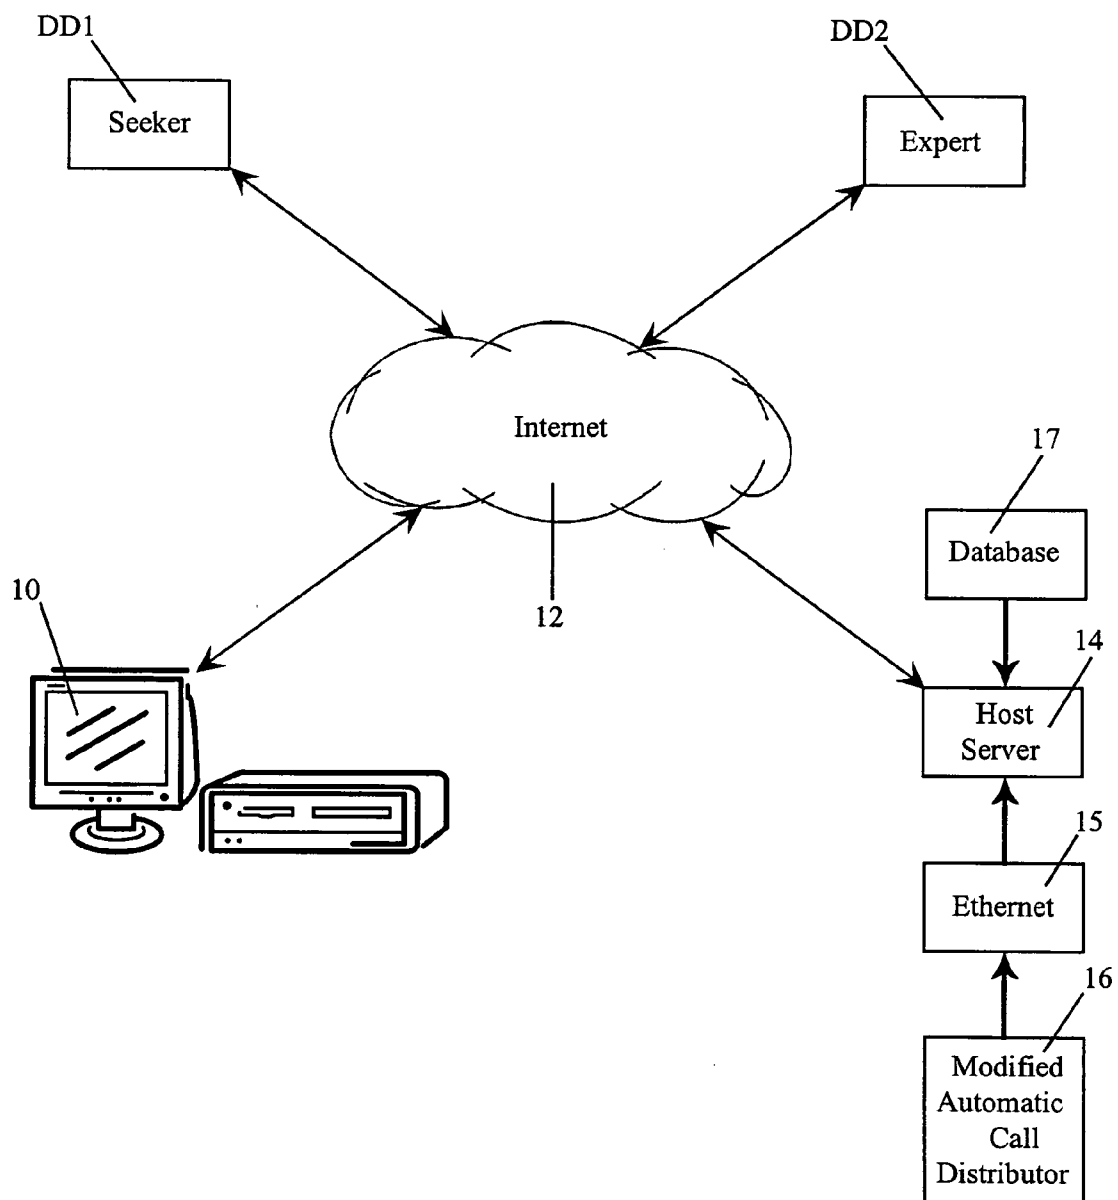 DD1
DD2
Seeker
Expert
Internet
17
Database
10
12
14
Host
Server
15
Ethernet
16
Modified
Automatic
Call
Distributor